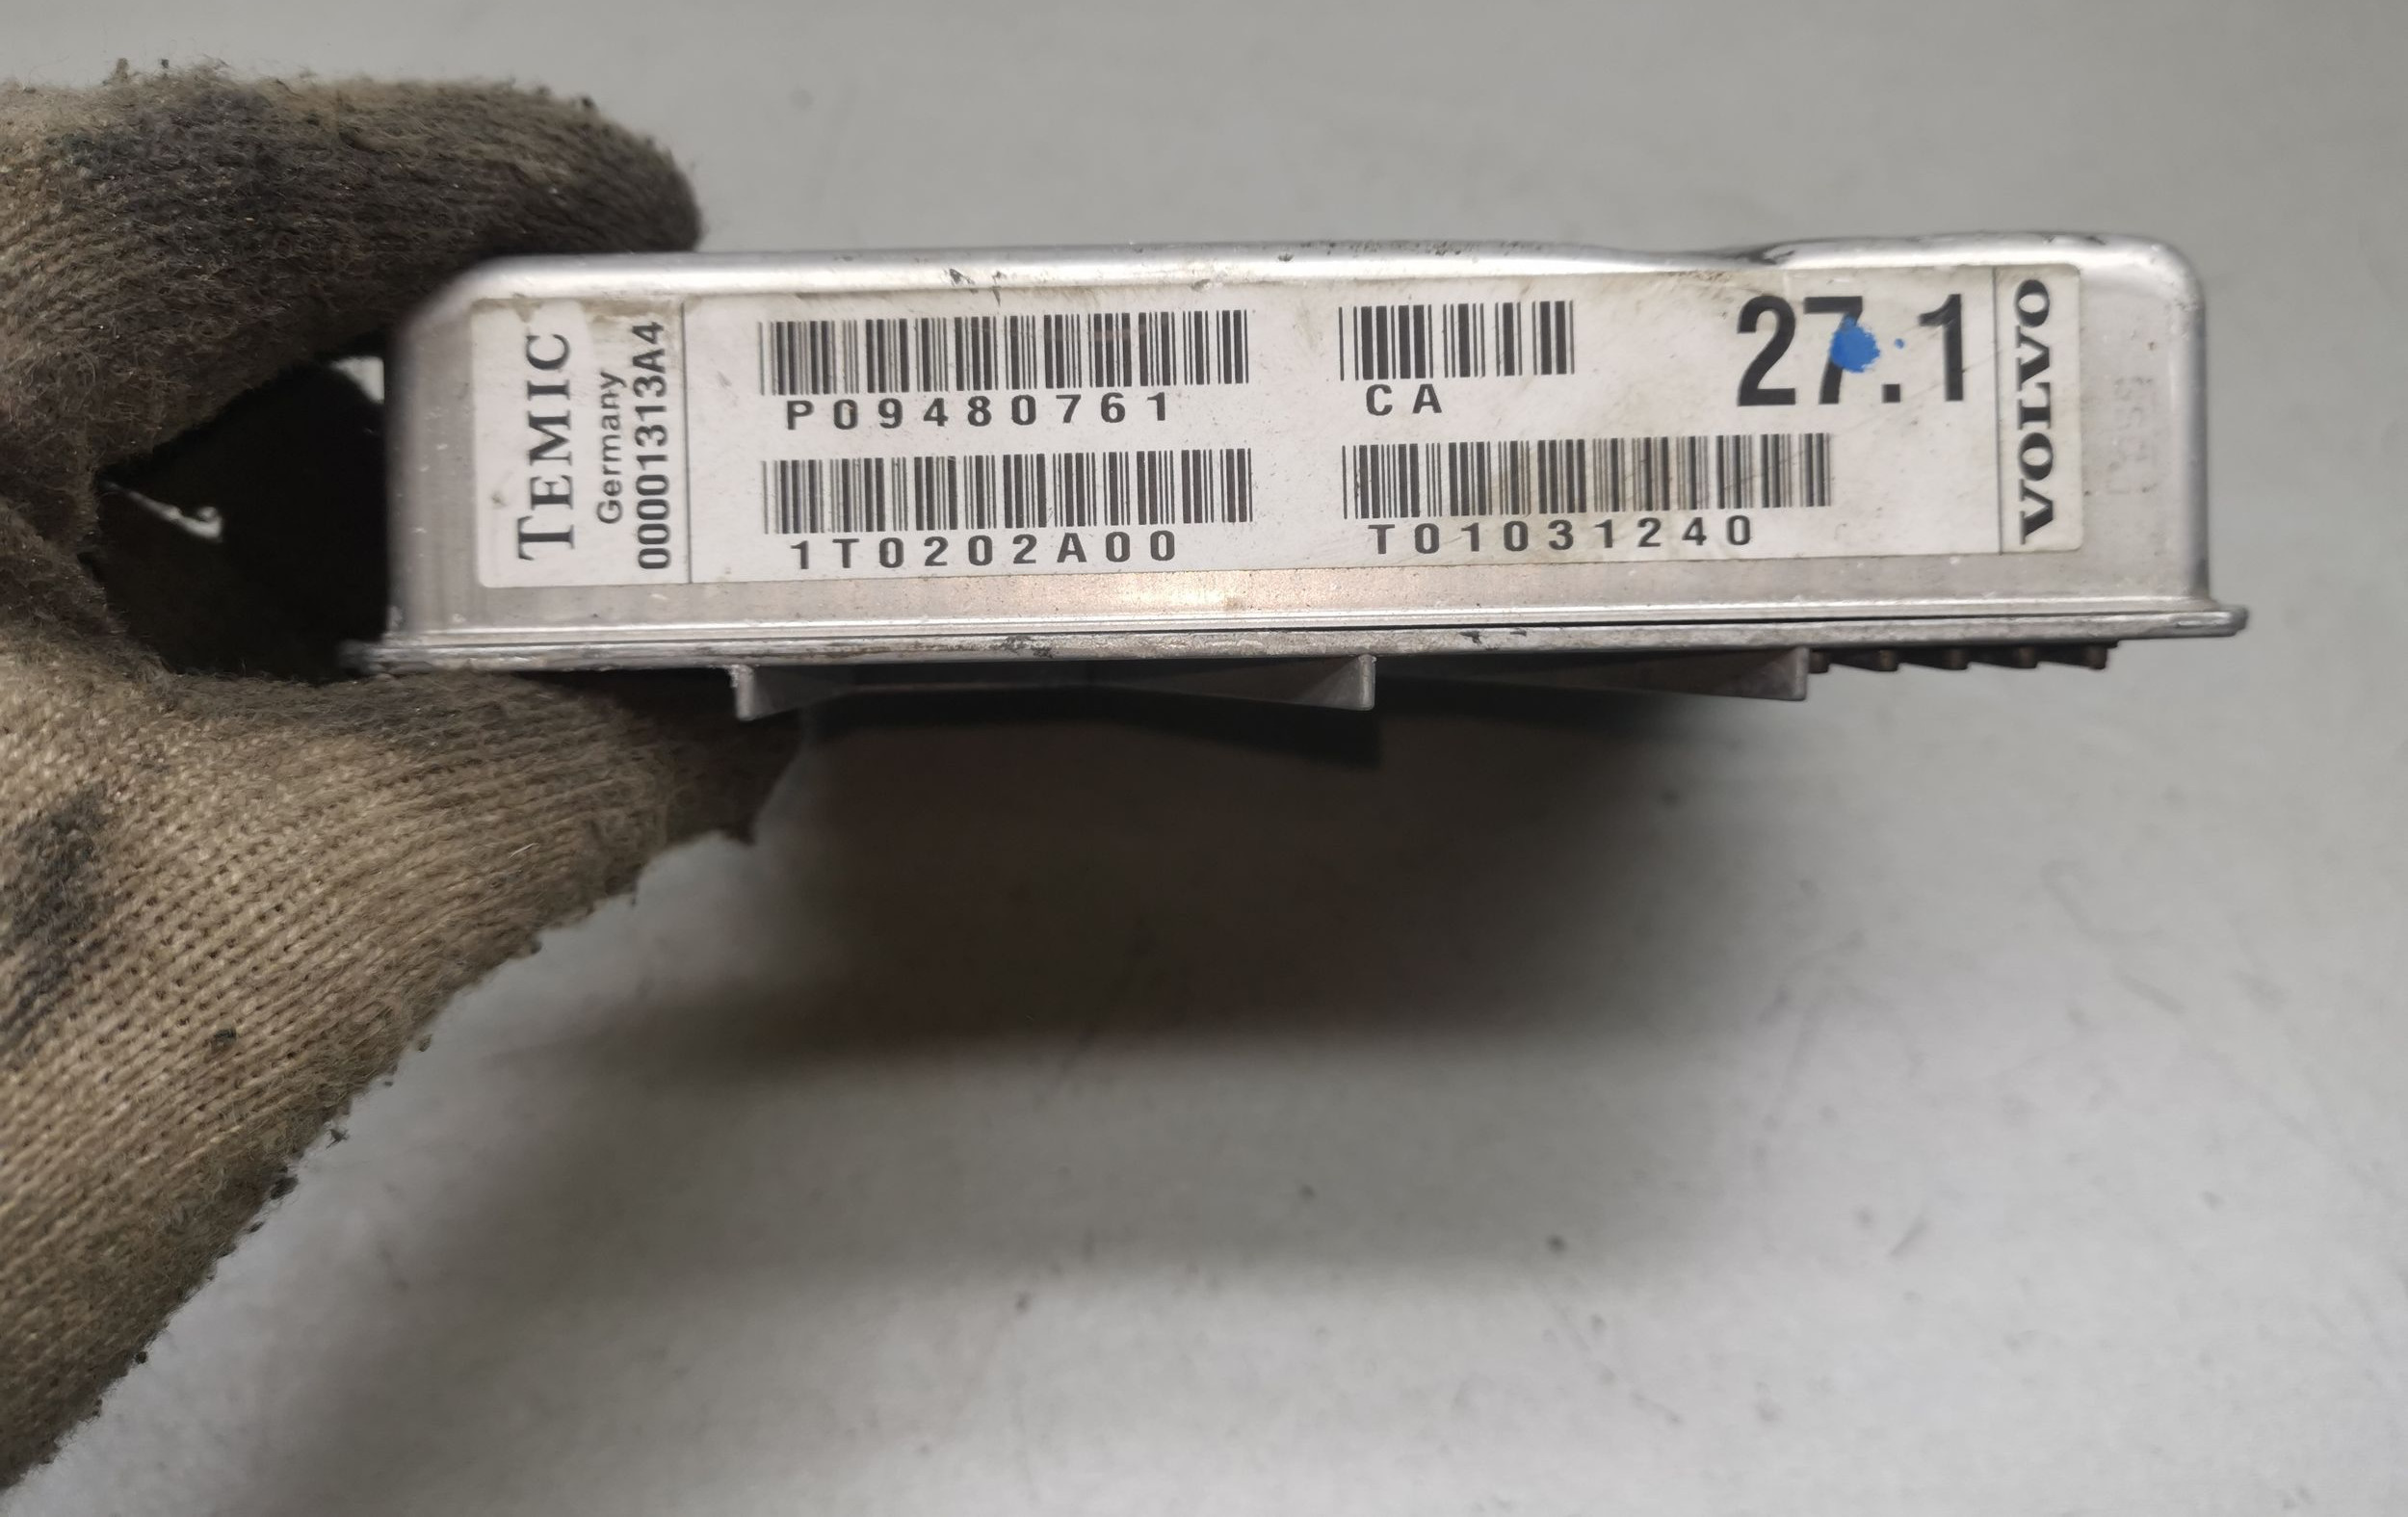 TEMIC
Germany
00001313A4
P09480761
CA
27.1
1T0202A00
T01031240
VOLVO